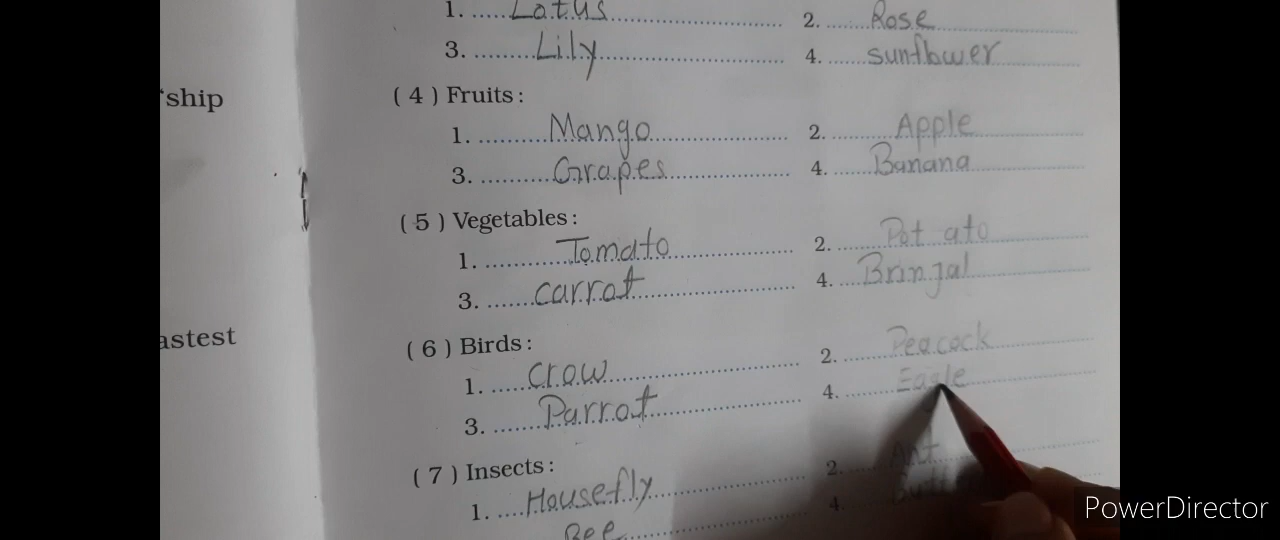 1. Lotus 2. Rose
3. Lily 4. sunflower
(4) Fruits:
1. Mango 2. Apple
3. Grapes 4. Banana
(5) Vegetables:
1. Tomato 2. Potato
3. carrot 4. Brinjal
(6) Birds:
1. Crow 2. Peacock
3. Parrot 4. Eagle
(7) Insects:
1. Housefly 2. Ant
Bee 4.
'ship
astest
PowerDirector